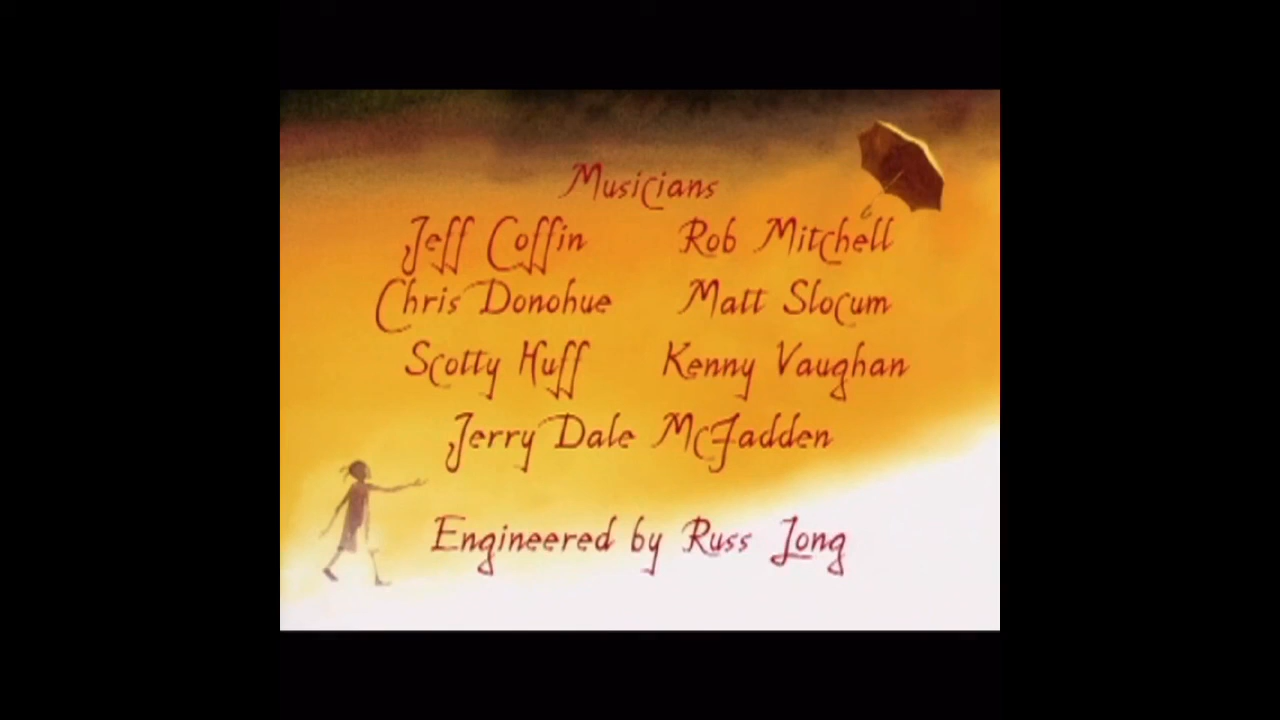 Musicians
Jeff Coffin Rob Mitchell
Chris Donohue Matt Slocum
Scotty Huff Kenny Vaughan
Jerry Dale McFadden
Engineered by Russ Long